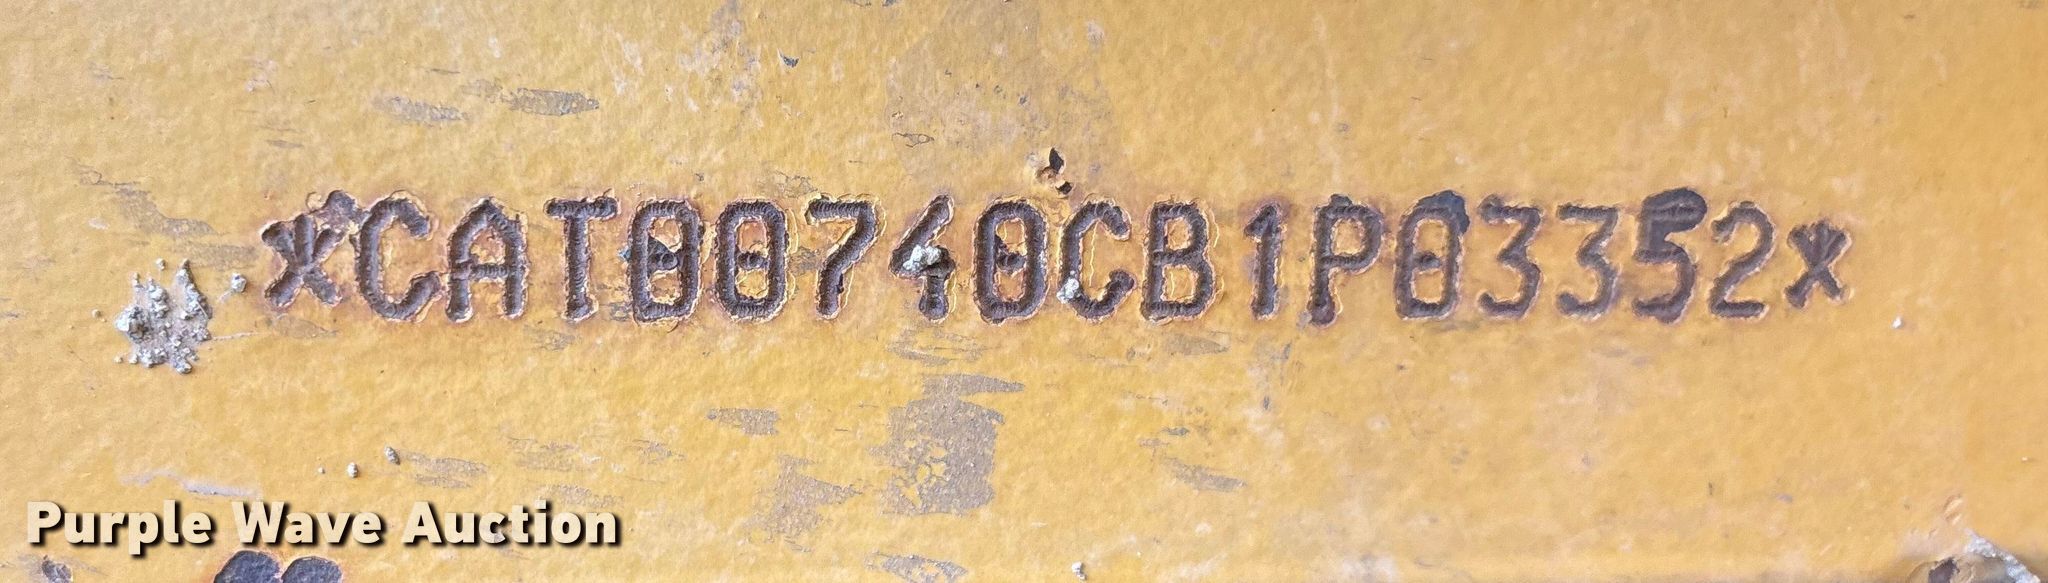 *CAT00740CB1P03352*
Purple Wave Auction